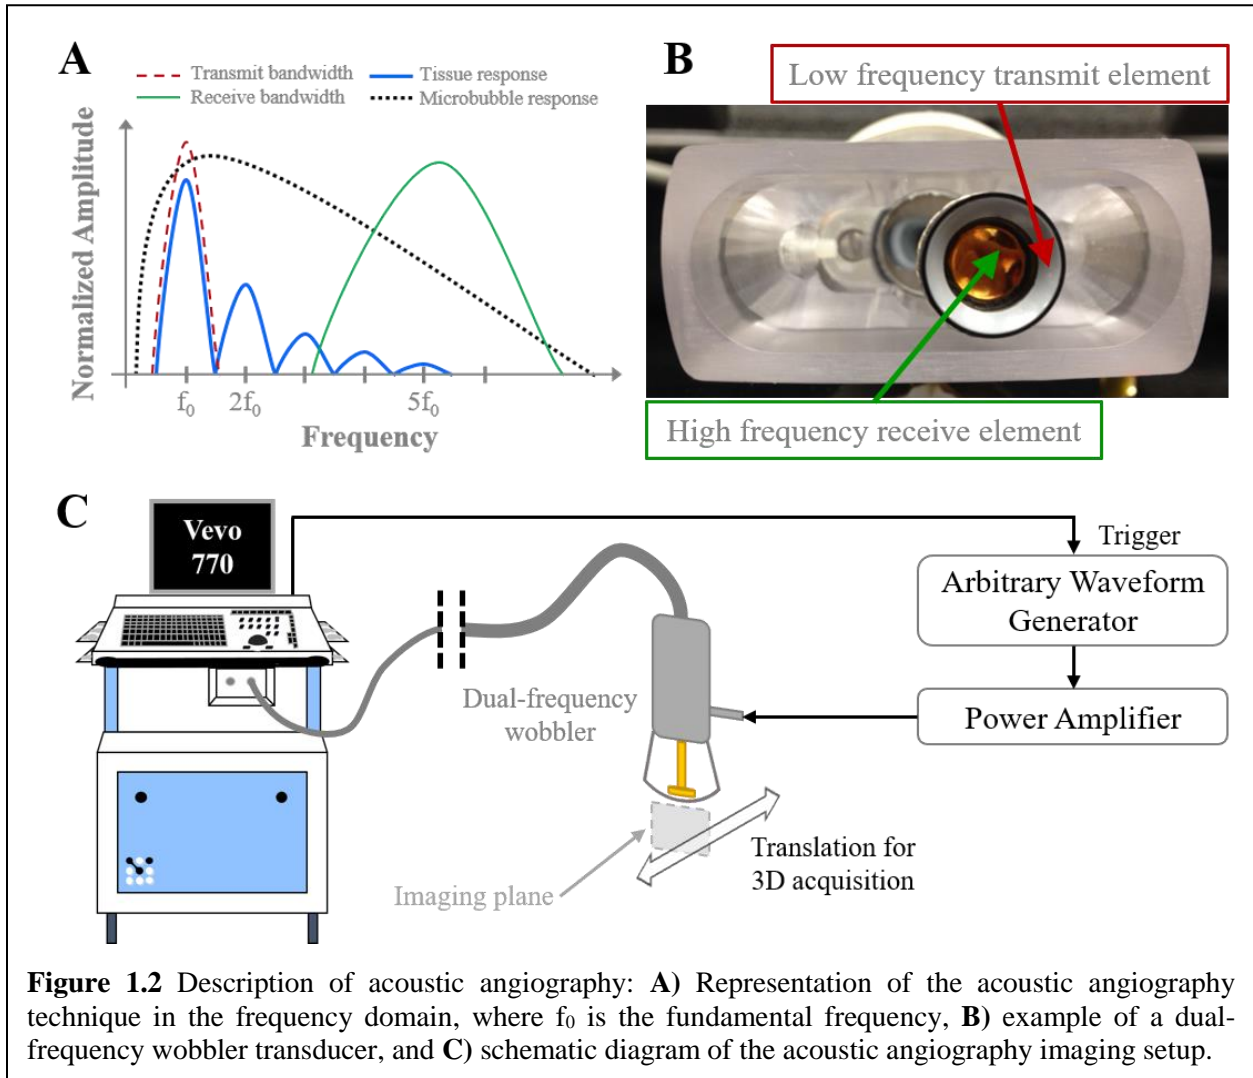 A
Transmit bandwidth
Receive bandwidth
Tissue response
Microbubble response
Normalized Amplitude
f₀
2f₀
5f₀
Frequency
B
Low frequency transmit element
High frequency receive element
C
Vevo
770
Dual-frequency
wobbler
Imaging plane
Translation for
3D acquisition
Trigger
Arbitrary Waveform
Generator
Power Amplifier
Figure 1.2 Description of acoustic angiography: A) Representation of the acoustic angiography
technique in the frequency domain, where f₀ is the fundamental frequency, B) example of a dual-
frequency wobbler transducer, and C) schematic diagram of the acoustic angiography imaging setup.